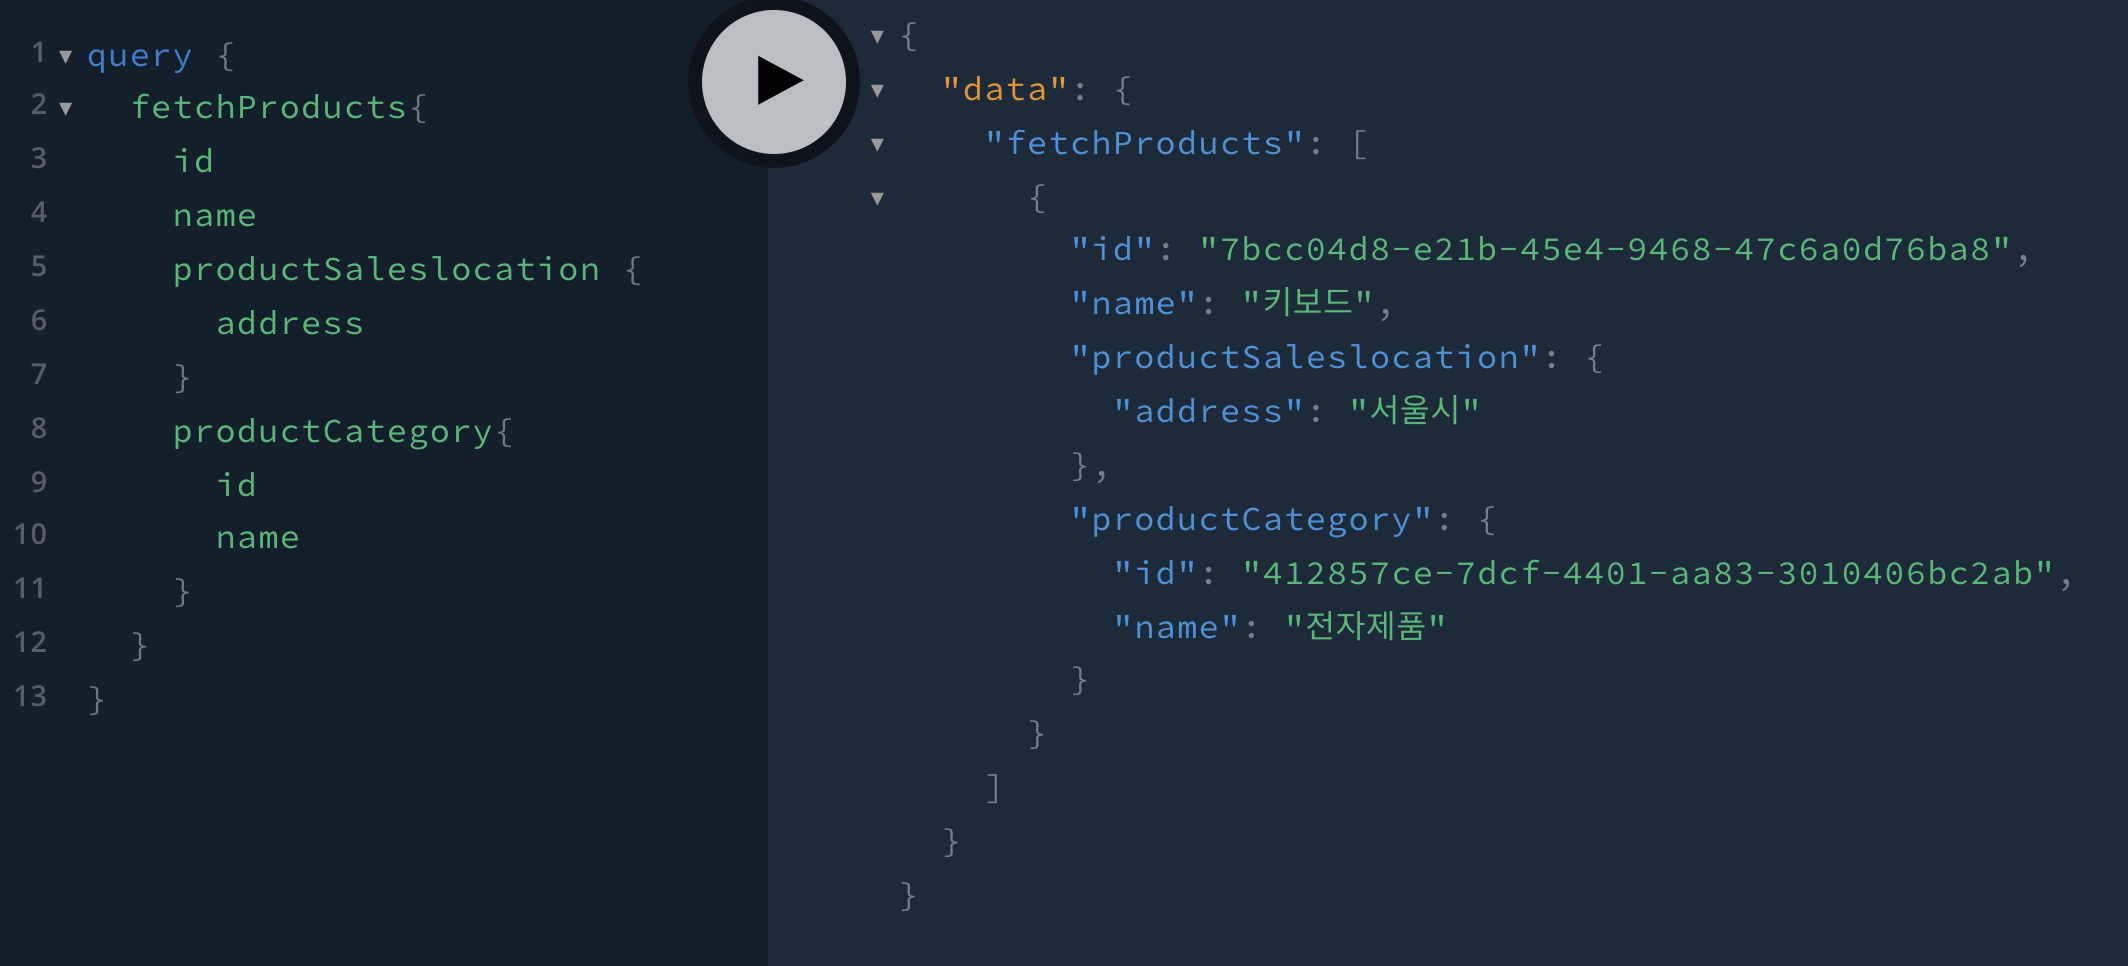 1 query {
2 fetchProducts{
3 id
4 name
5 productSaleslocation {
6 address
7 }
8 productCategory{
9 id
10 name
11 }
12 }
13 }
{
"data": {
"fetchProducts": [
{
"id": "7bcc04d8-e21b-45e4-9468-47c6a0d76ba8",
"name": "키보드",
"productSaleslocation": {
"address": "서울시"
},
"productCategory": {
"id": "412857ce-7dcf-4401-aa83-3010406bc2ab",
"name": "전자제품"
}
}
]
}
}